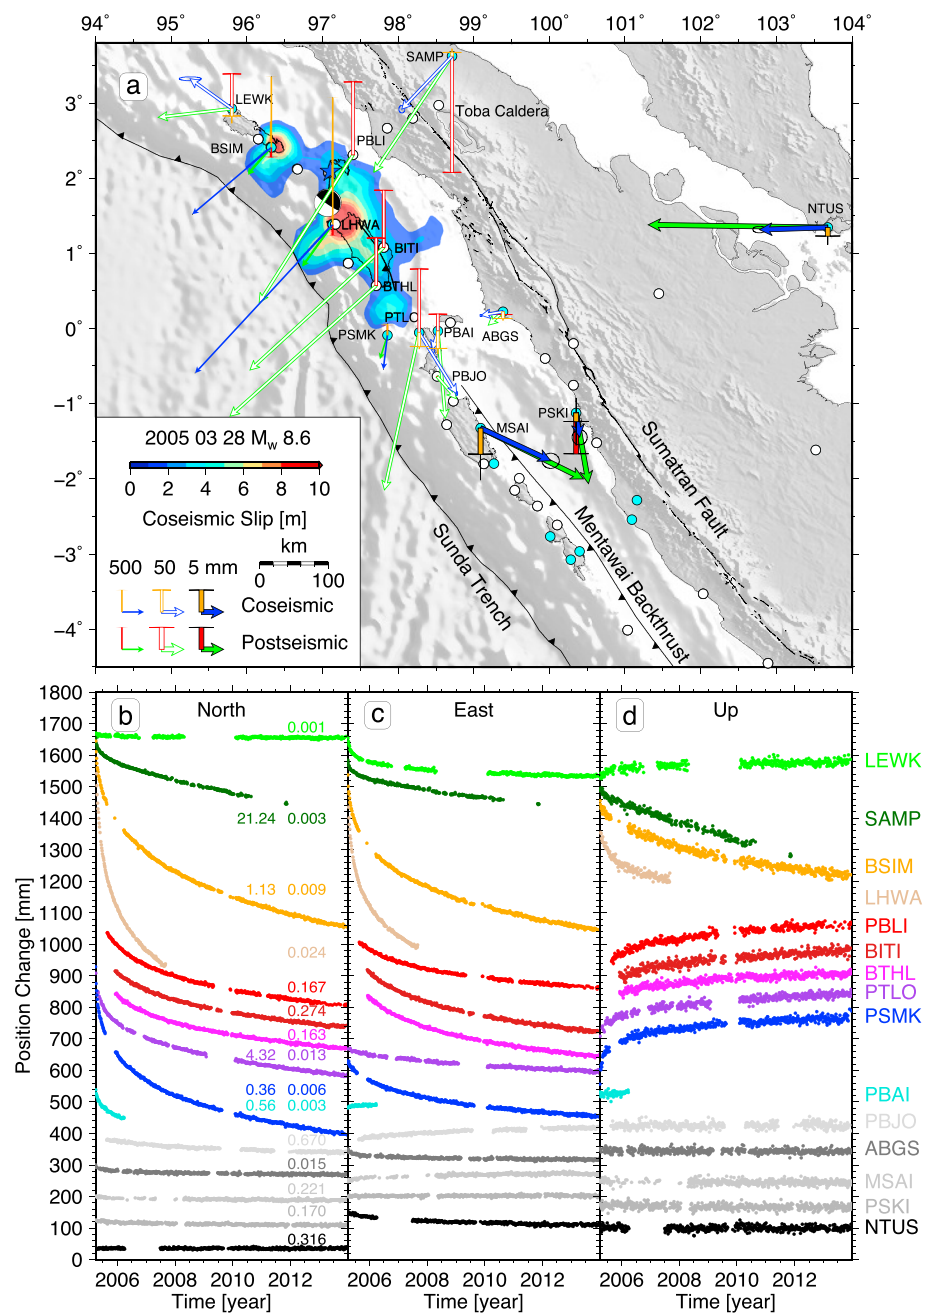 94 95 96 97 98 99 100 101 102 103 104
a
SAMP
3°
LEWK
Toba Caldera
BSIM
PBLI
2°
NTUS
LHWA
1°
BITI
BTHL
PTLO
0°
PSMK
PBAI
ABGS
PBJO
−1°
PSKI
MSAI
2005 03 28 Mw 8.6
0 2 4 6 8 10
Coseismic Slip [m]
−2°
km
0 100
500 50 5 mm
Coseismic
Postseismic
−3°
−4°
Sumatran Fault
Mentawai Backthrust
Sunda Trench
Position Change [mm]
1800
1700
1600
1500
1400
1300
1200
1100
1000
900
800
700
600
500
400
300
200
100
0
b North
0.001
21.24 0.003
1.13 0.009
0.024
0.167
0.274
0.163
4.32 0.013
0.36 0.006
0.56 0.003
0.670
0.015
0.221
0.170
0.316
2006 2008 2010 2012
Time [year]
c East
2006 2008 2010 2012
Time [year]
d Up
2006 2008 2010 2012
Time [year]
LEWK
SAMP
BSIM
LHWA
PBLI
BITI
BTHL
PTLO
PSMK
PBAI
PBJO
ABGS
MSAI
PSKI
NTUS